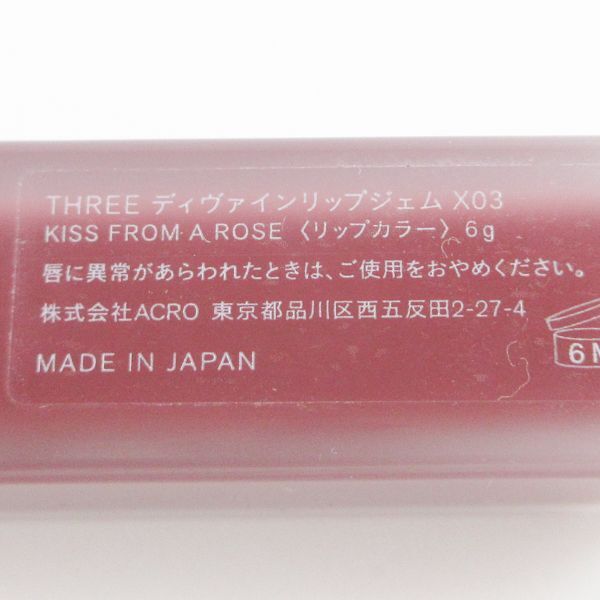 THREE ディヴァインリップジェム X03
KISS FROM A ROSE 〈リップカラー〉 6g
唇に異常があらわれたときは、ご使用をおやめください。
株式会社ACRO 東京都品川区西五反田2-27-4
MADE IN JAPAN
6M